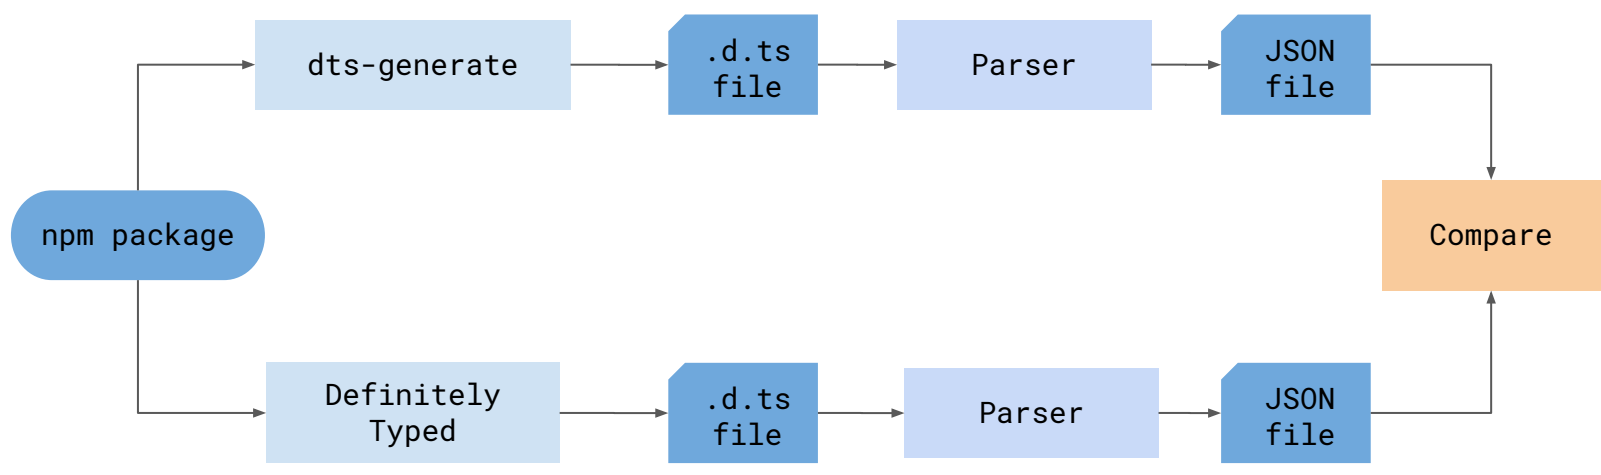 dts-generate
.d.ts
file
Parser
JSON
file
npm package
Compare
Definitely
Typed
.d.ts
file
Parser
JSON
file